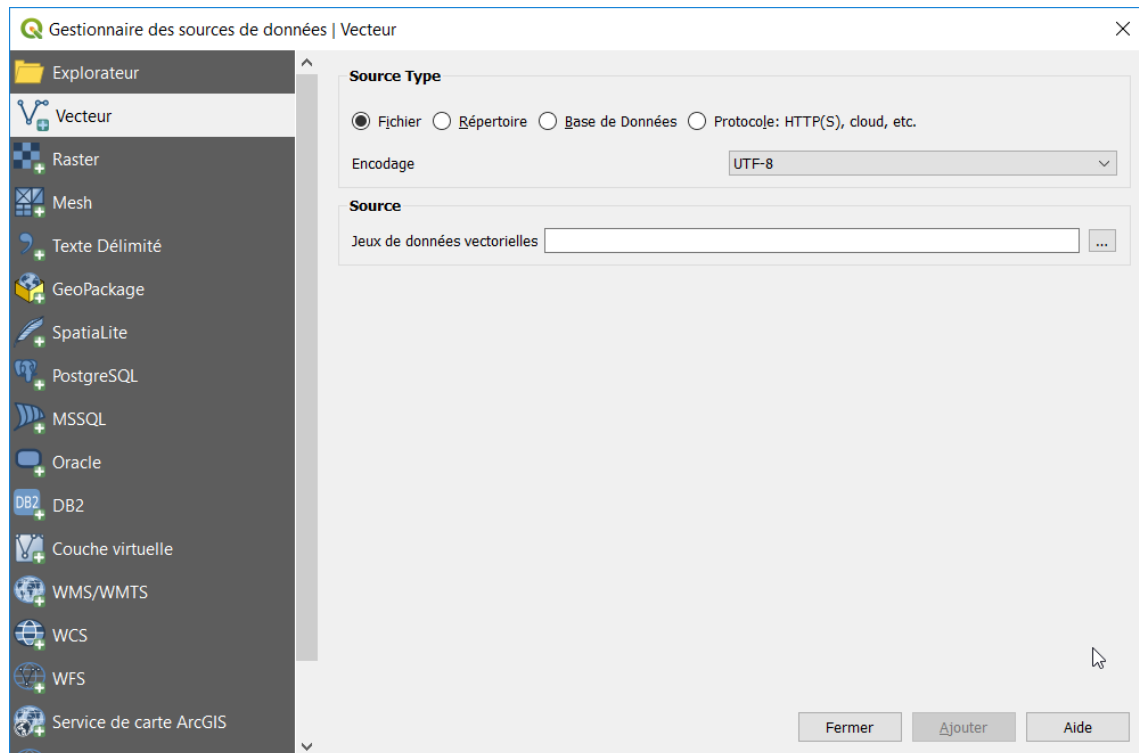 Gestionnaire des sources de données | Vecteur
Explorateur
Vecteur
Raster
Mesh
Texte Délimité
GeoPackage
SpatiaLite
PostgreSQL
MSSQL
Oracle
DB2
DB2
Couche virtuelle
WMS/WMTS
WCS
WFS
Service de carte ArcGIS
Source Type
Fichier Répertoire Base de Données Protocole: HTTP(S), cloud, etc.
Encodage UTF-8
Source
Jeux de données vectorielles ...
Fermer Ajouter Aide